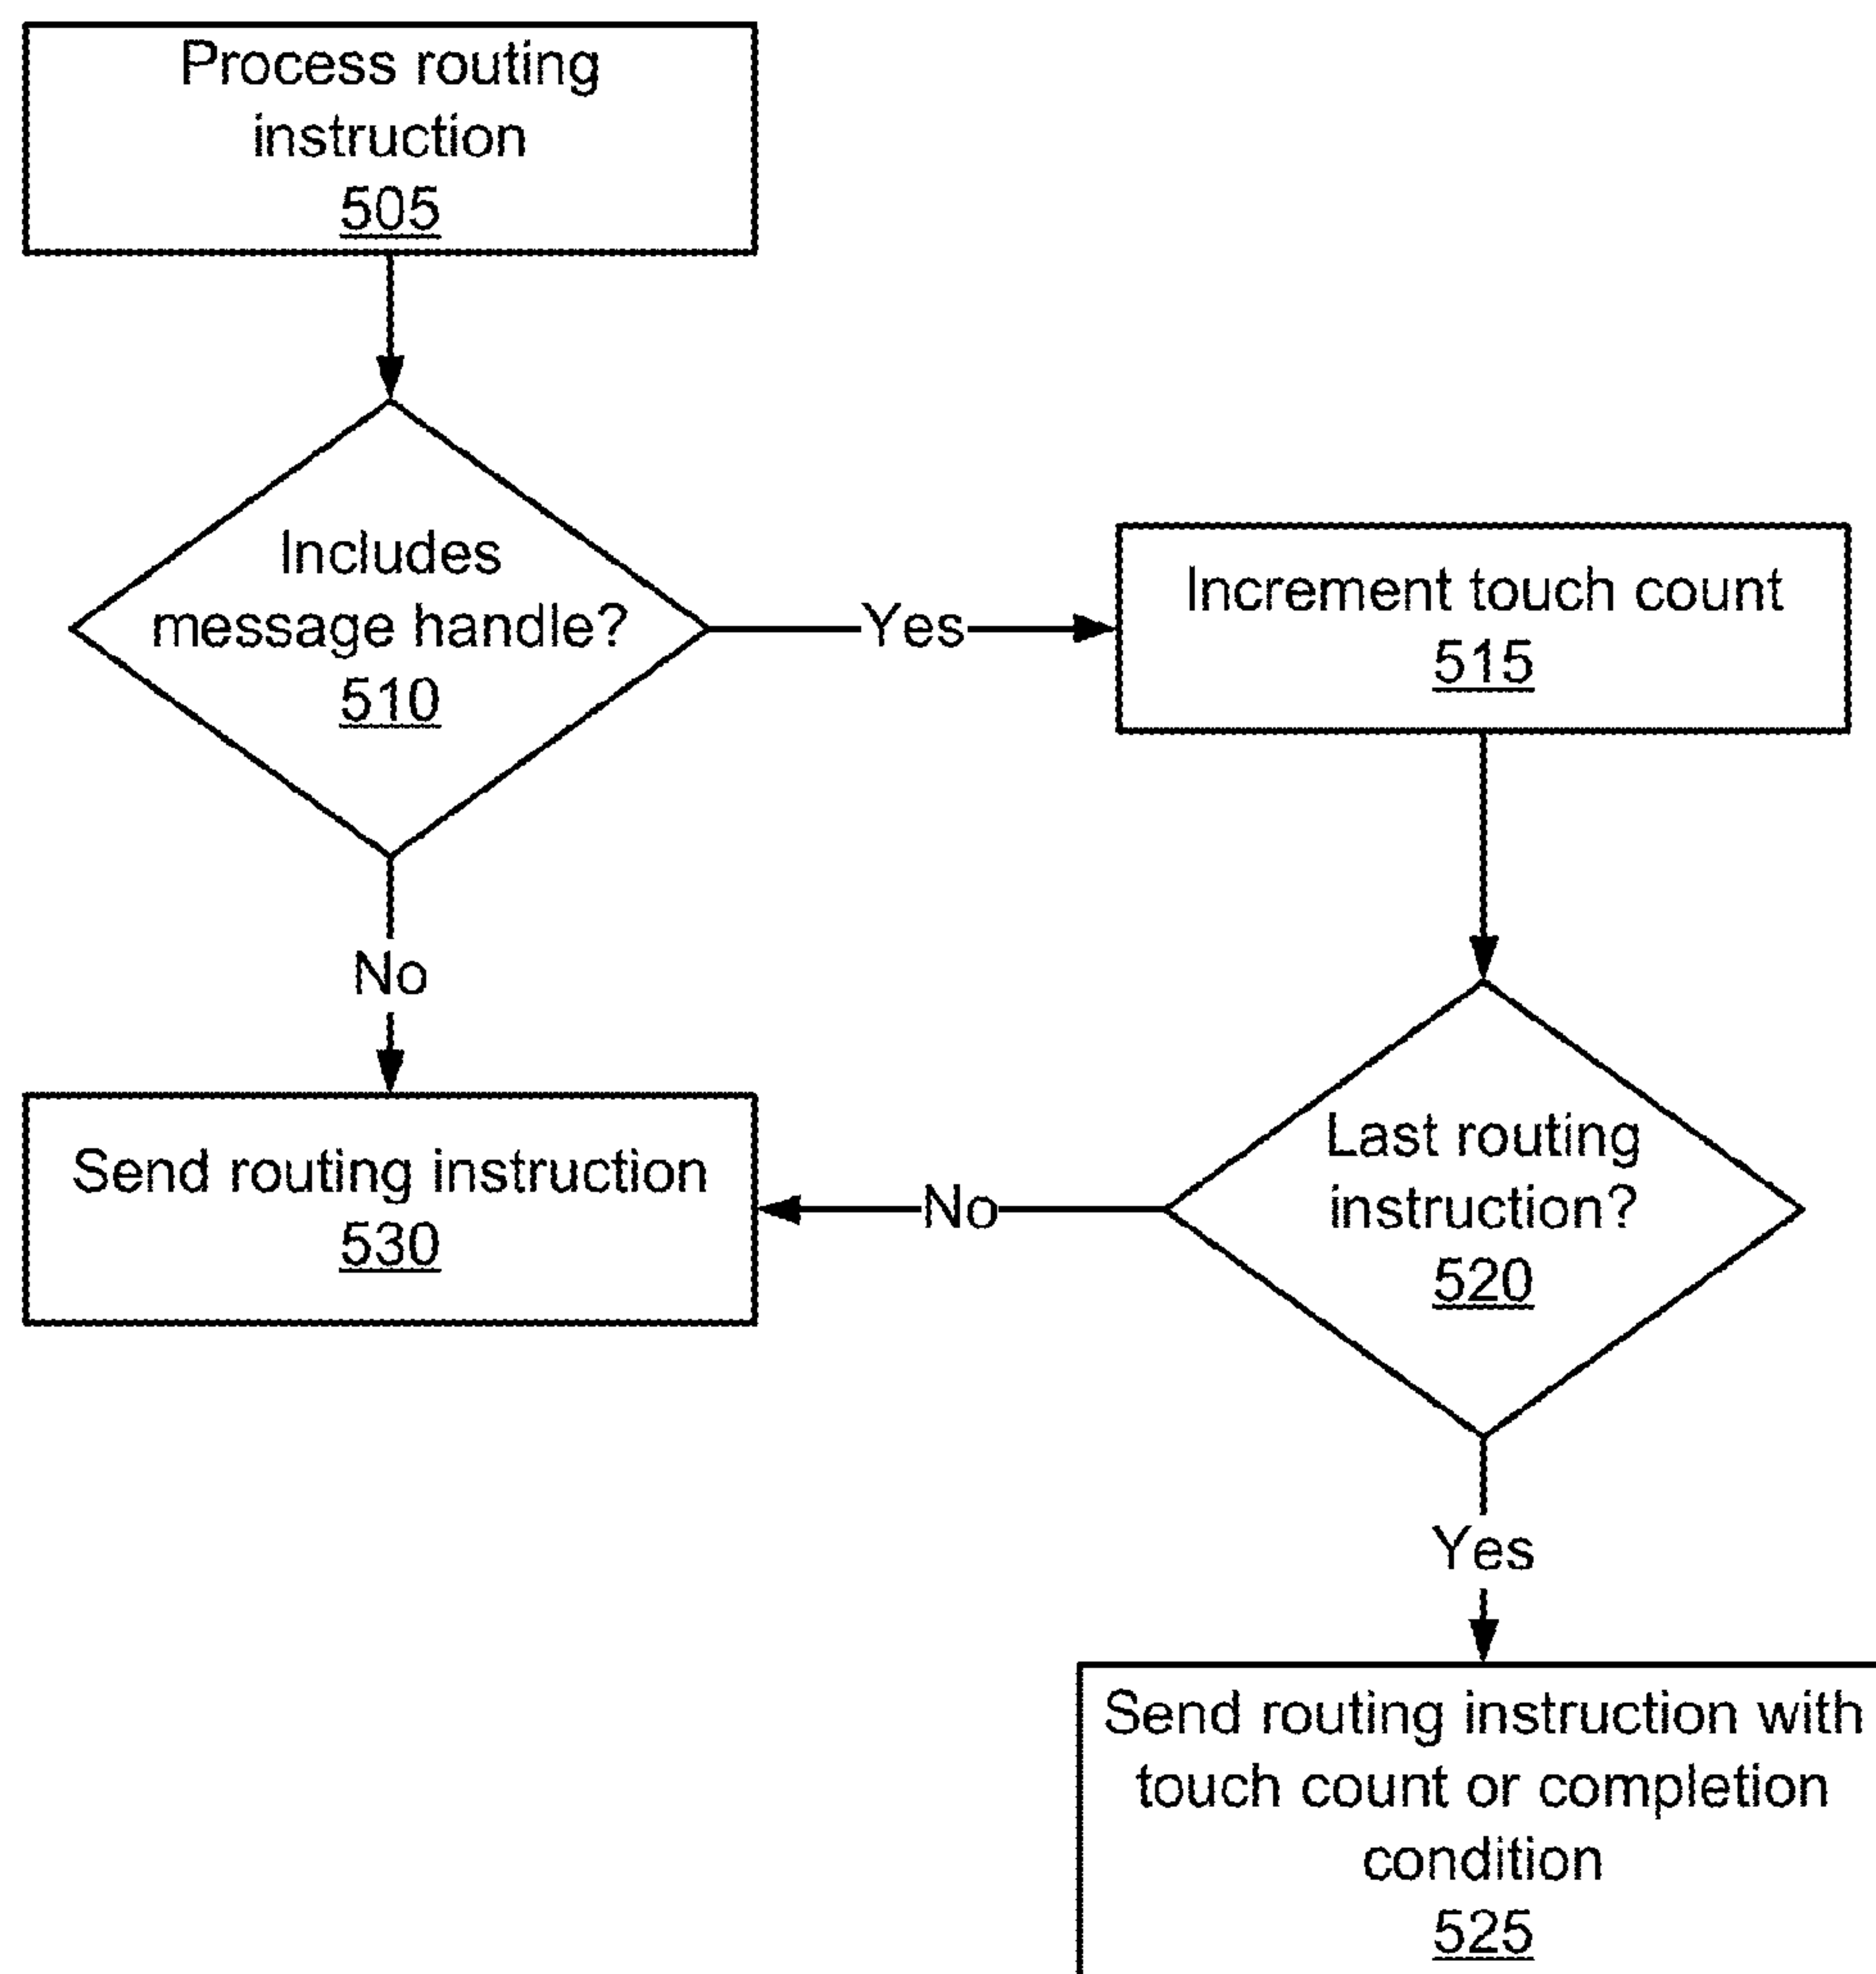 Process routing
instruction
505
Includes
message handle?
510
Yes
Increment touch count
515
No
Send routing instruction
530
No
Last routing
instruction?
520
Yes
Send routing instruction with
touch count or completion
condition
525